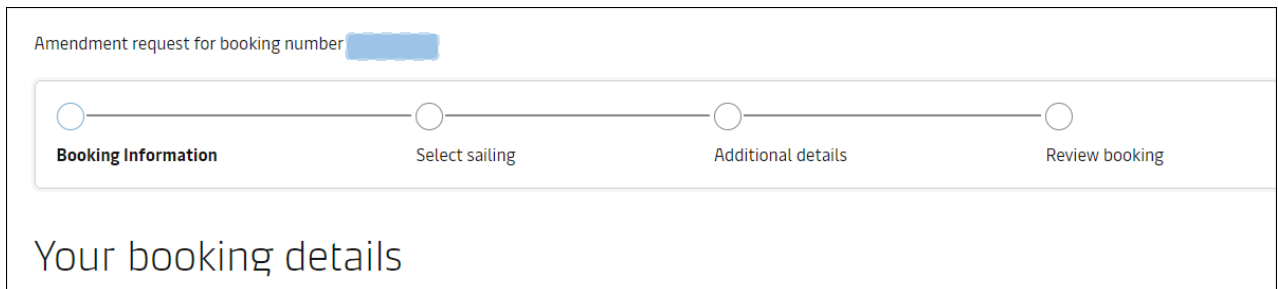 Amendment request for booking number
Booking Information Select sailing Additional details Review booking
Your booking details